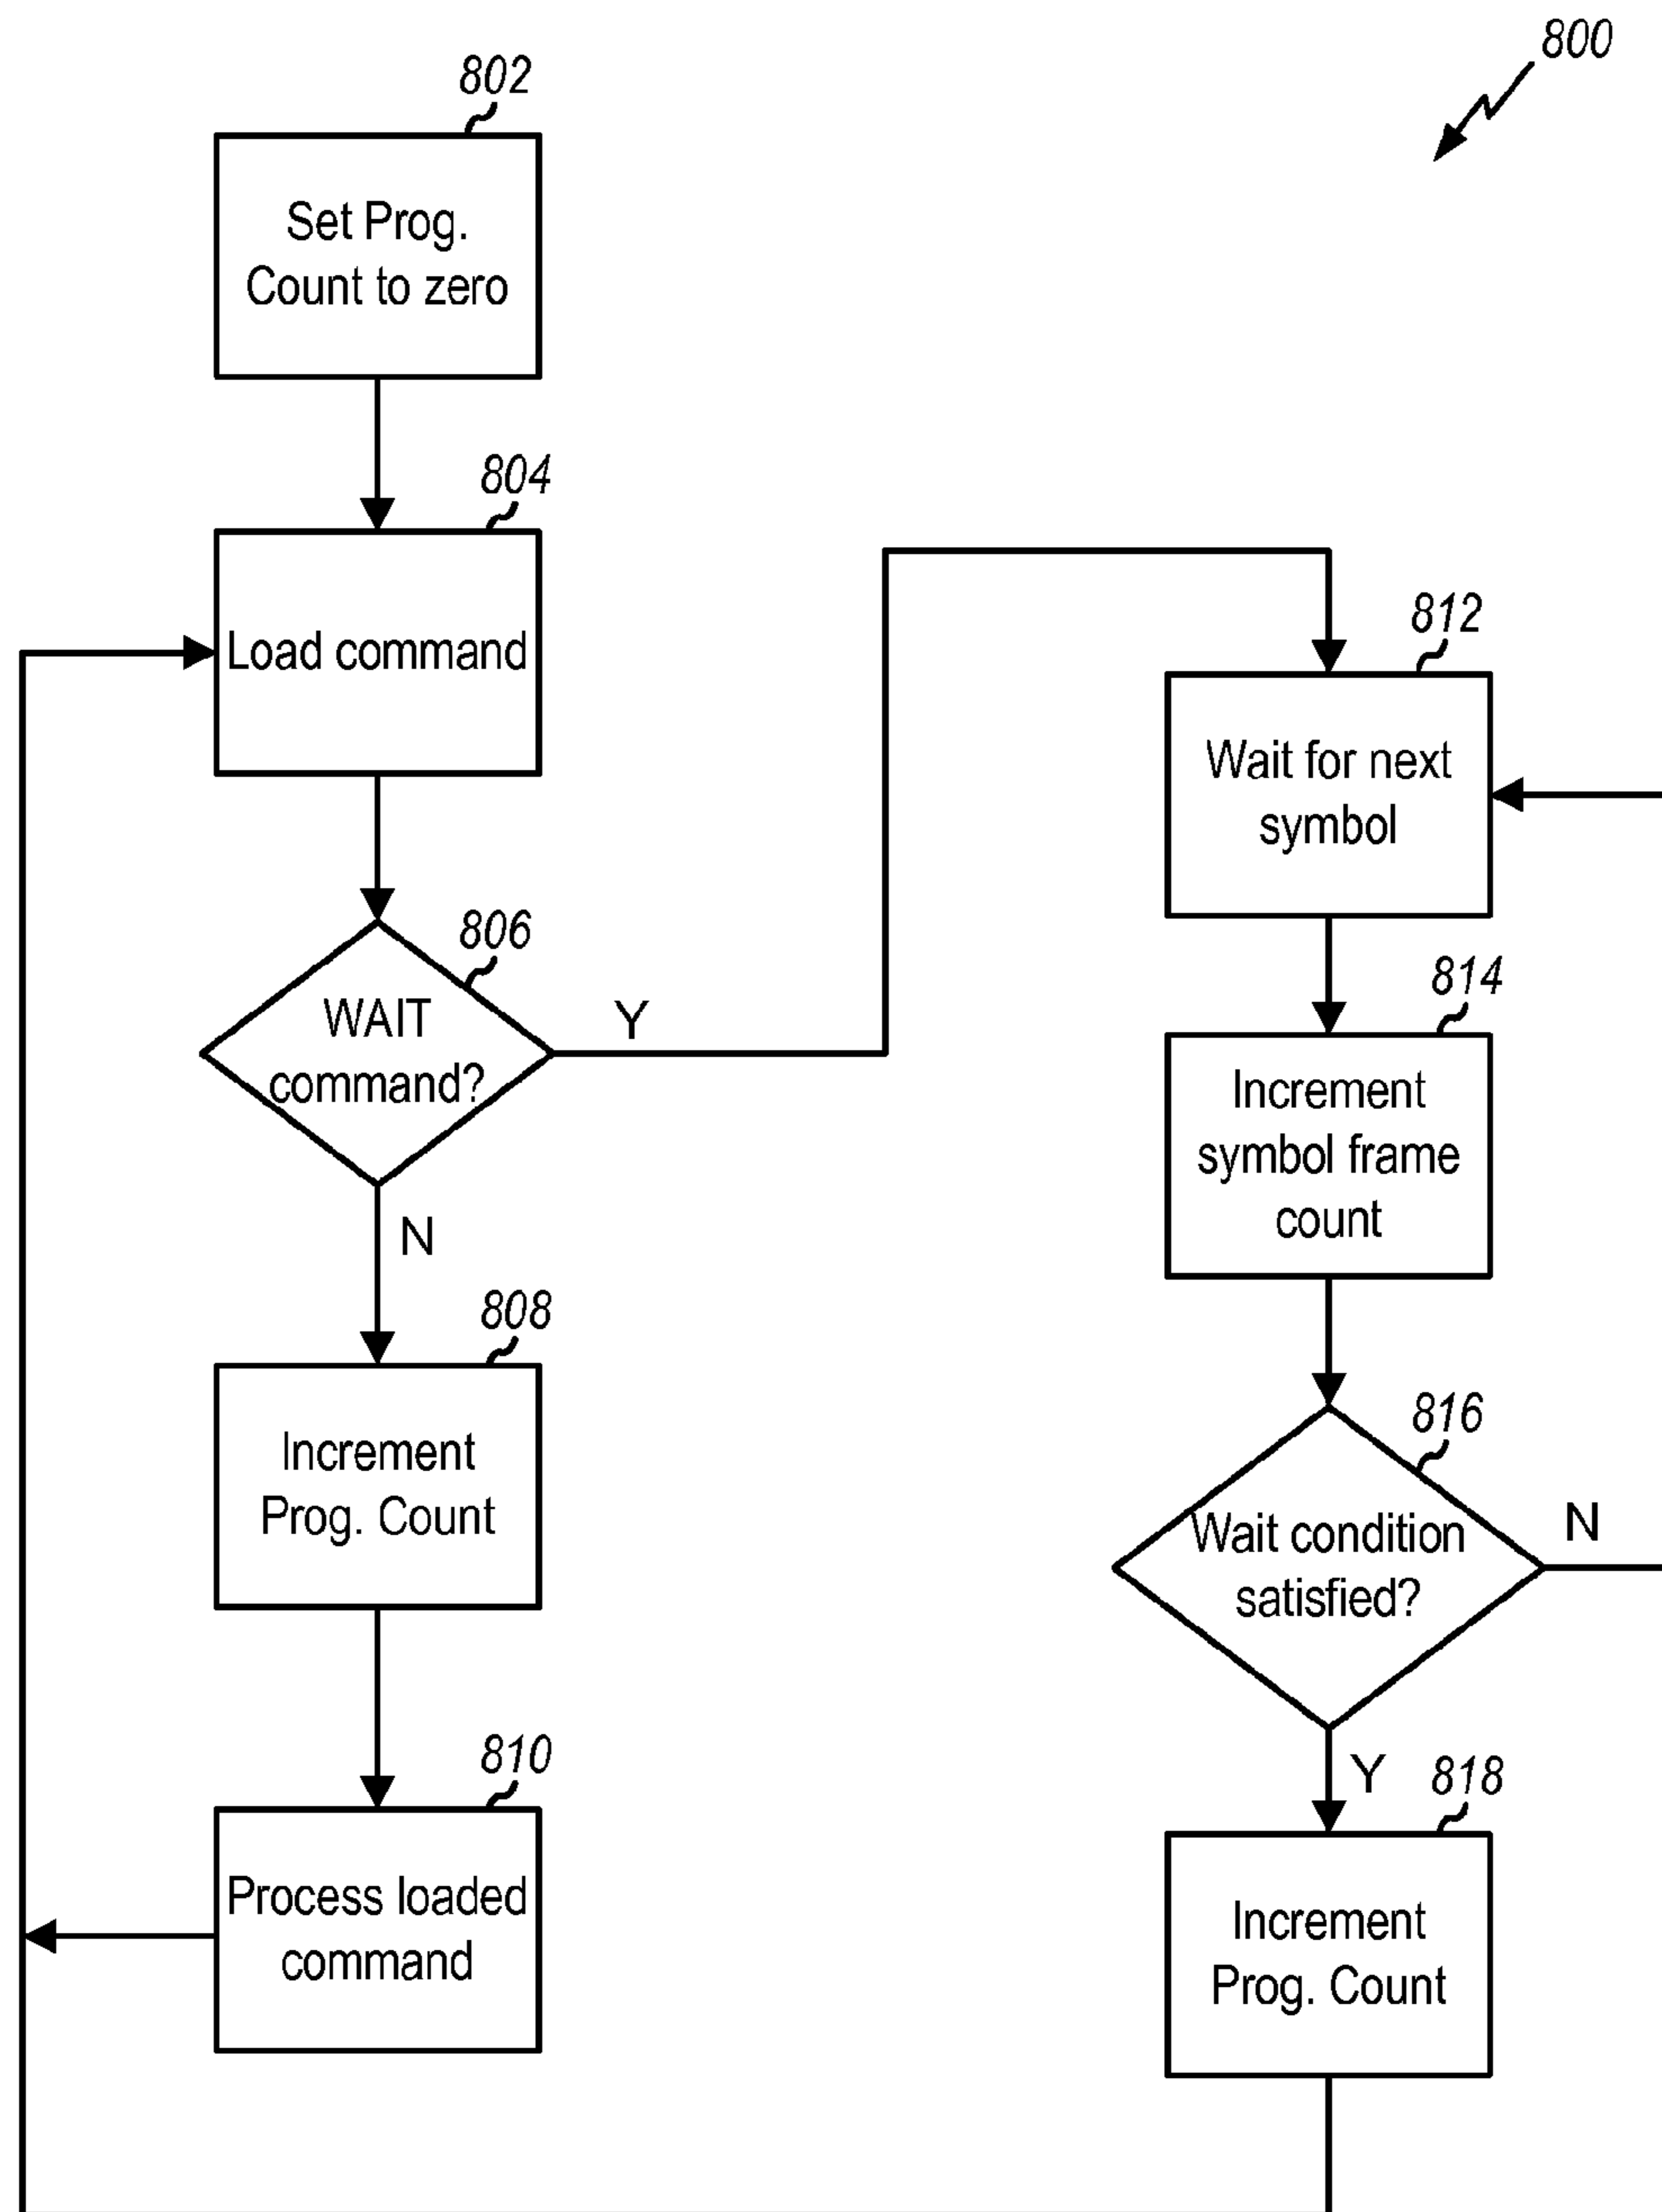 800
802
Set Prog.
Count to zero
804
Load command
806
WAIT
command?
Y
N
808
Increment
Prog. Count
810
Process loaded
command
812
Wait for next
symbol
814
Increment
symbol frame
count
816
Wait condition
satisfied?
N
Y
818
Increment
Prog. Count